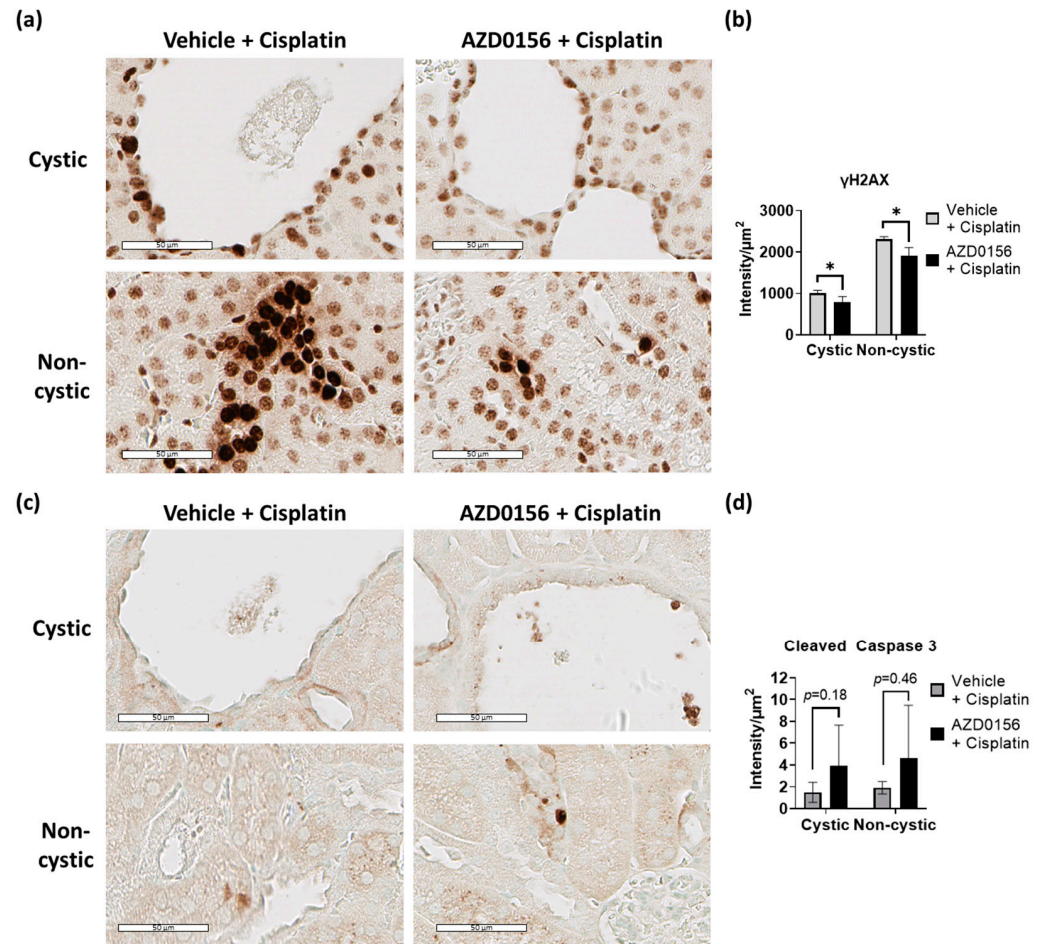 (a)
Vehicle + Cisplatin
AZD0156 + Cisplatin
Cystic
50 µm
50 µm
Non-
cystic
50 µm
50 µm
(b)
γH2AX
Intensity/µm²
3000
2000
1000
0
*
*
Cystic Non-cystic
Vehicle
+ Cisplatin
AZD0156
+ Cisplatin
(c)
Vehicle + Cisplatin
AZD0156 + Cisplatin
Cystic
50 µm
50 µm
Non-
cystic
50 µm
50 µm
(d)
Cleaved Caspase 3
Intensity/µm²
12
10
8
6
4
2
0
p=0.18
p=0.46
Cystic Non-cystic
Vehicle
+ Cisplatin
AZD0156
+ Cisplatin